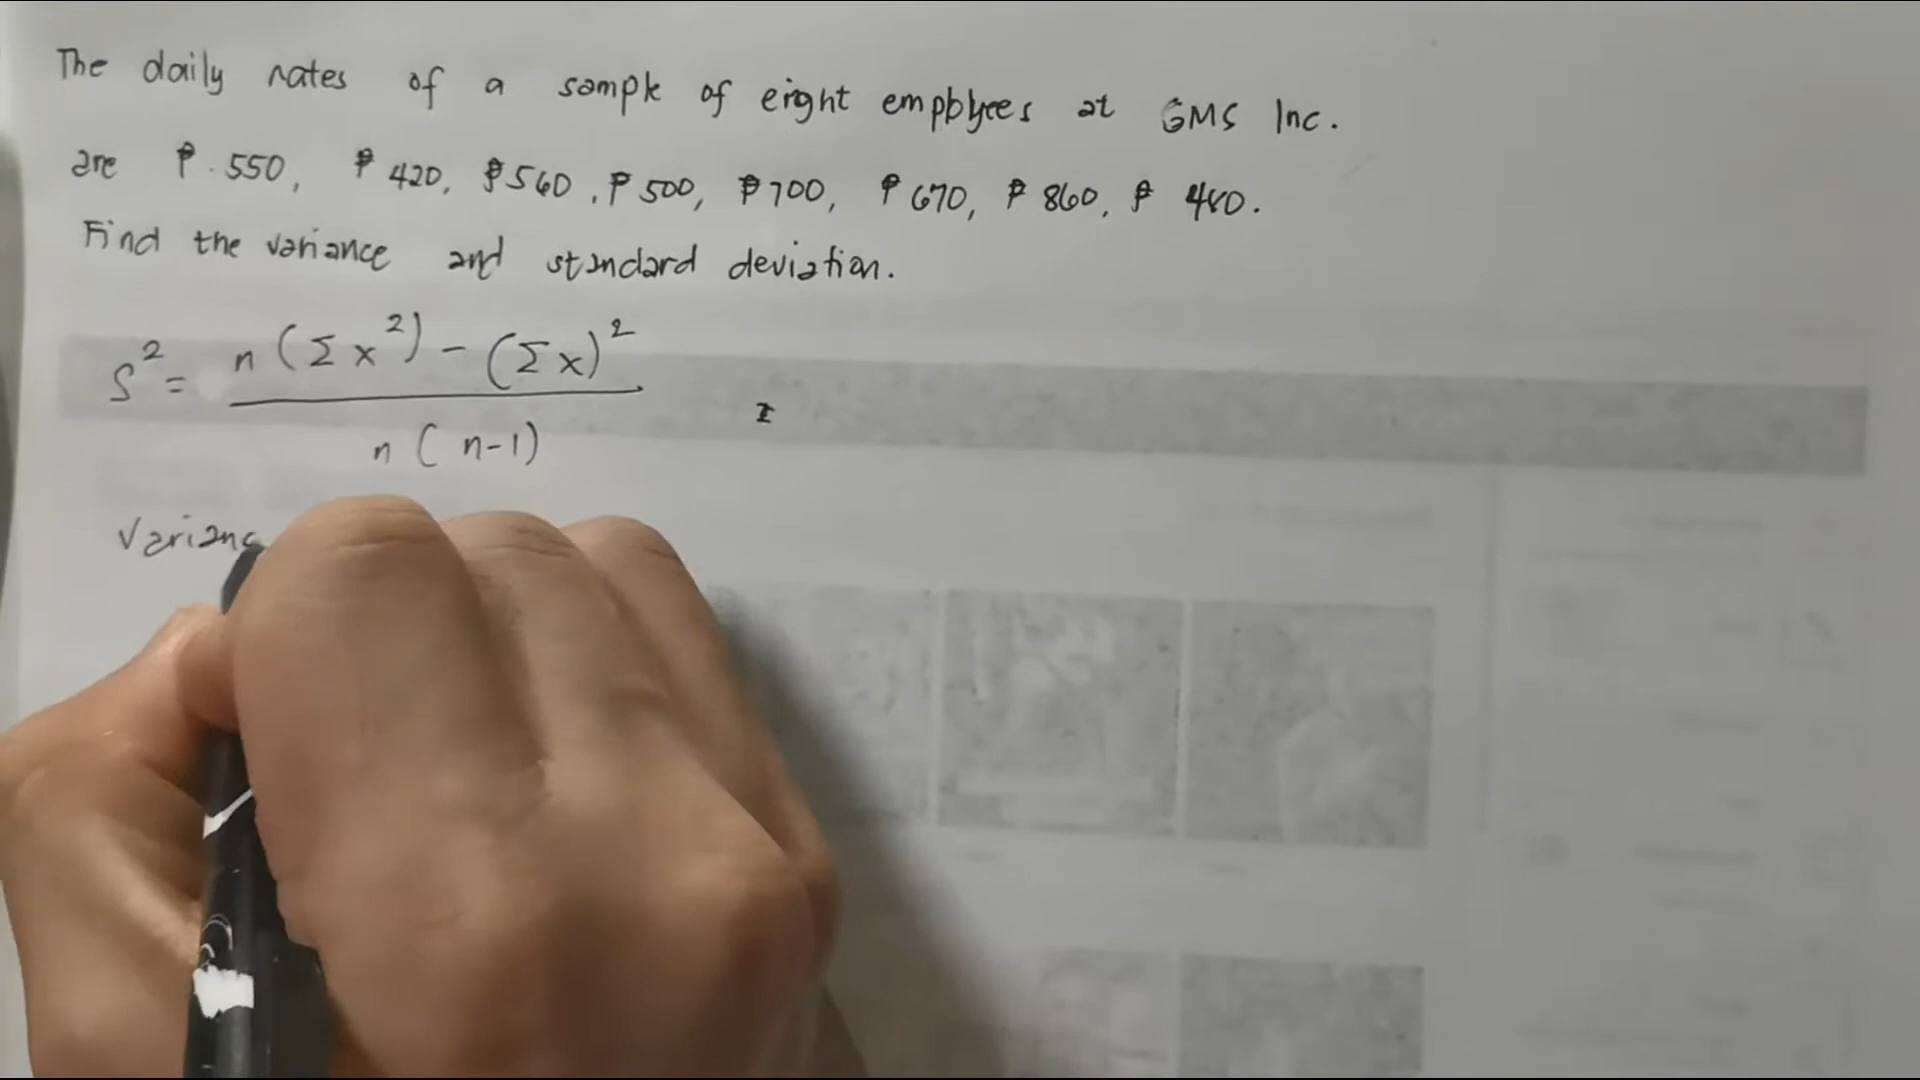 The daily rates of a sample of eight employees at GMS Inc.
are ₱.550, ₱420, ₱560, ₱500, ₱700, ₱670, ₱860, ₱480.
Find the variance and standard deviation.
S² = n(Σx²) - (Σx)²
n(n-1)
Varianc